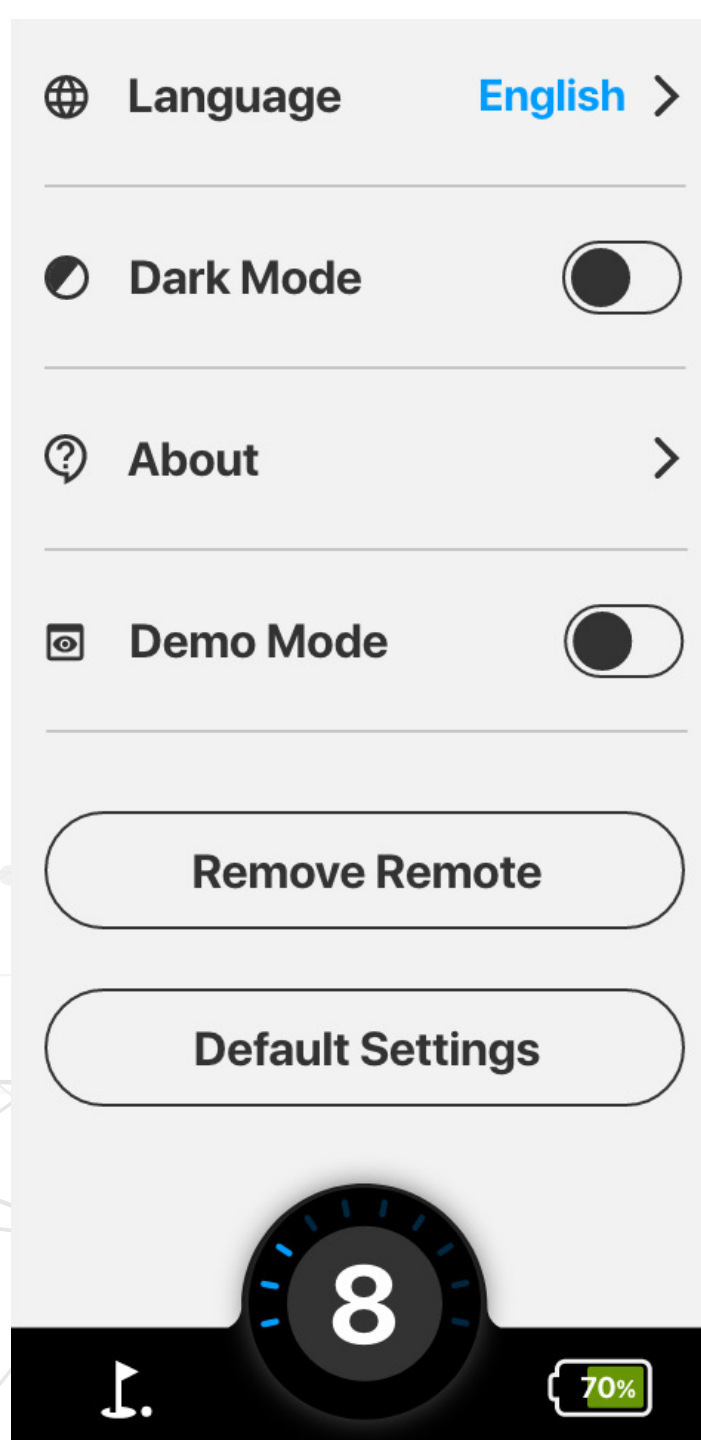 Language English
Dark Mode
About
Demo Mode
Remove Remote
Default Settings
8
70%